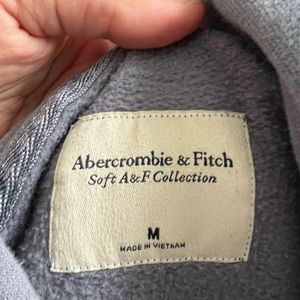 Abercrombie & Fitch
Soft A&F Collection
M
MADE IN VIETNAM